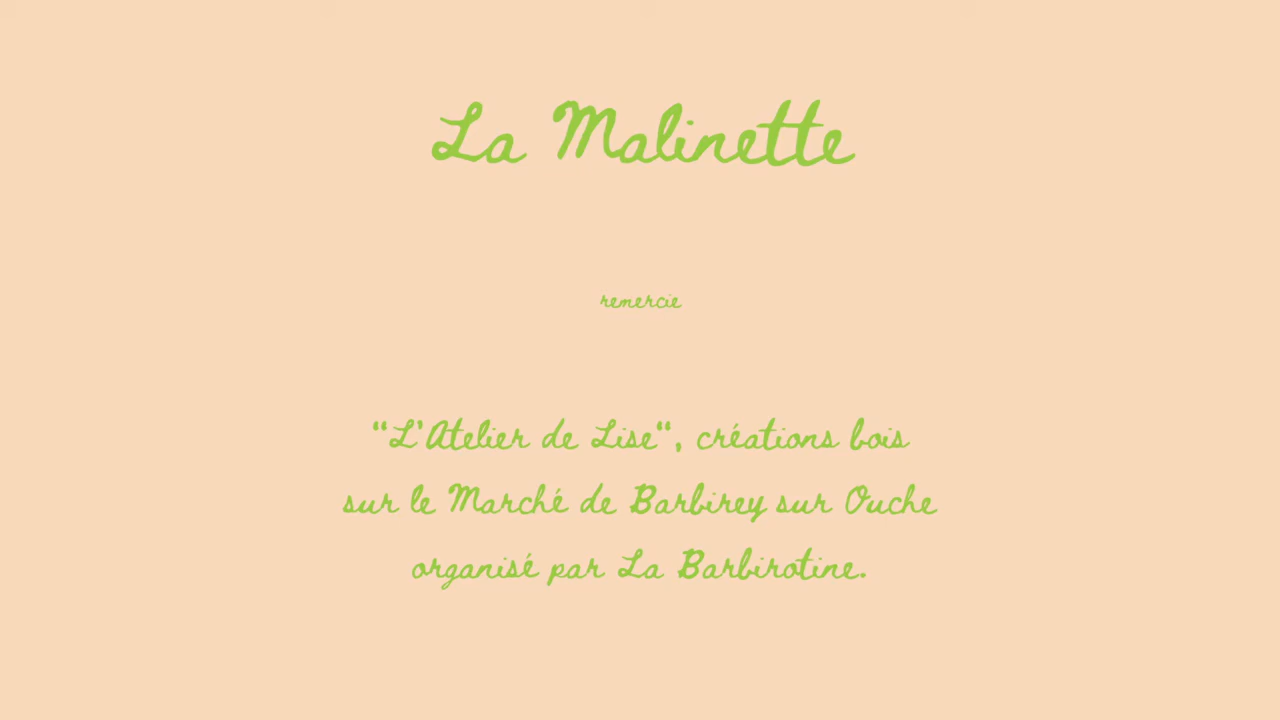 La Malinette
remercie
“L'Atelier de Lise“, créations bois
sur le Marché de Barbirey sur Ouche
organisé par La Barbirotine.